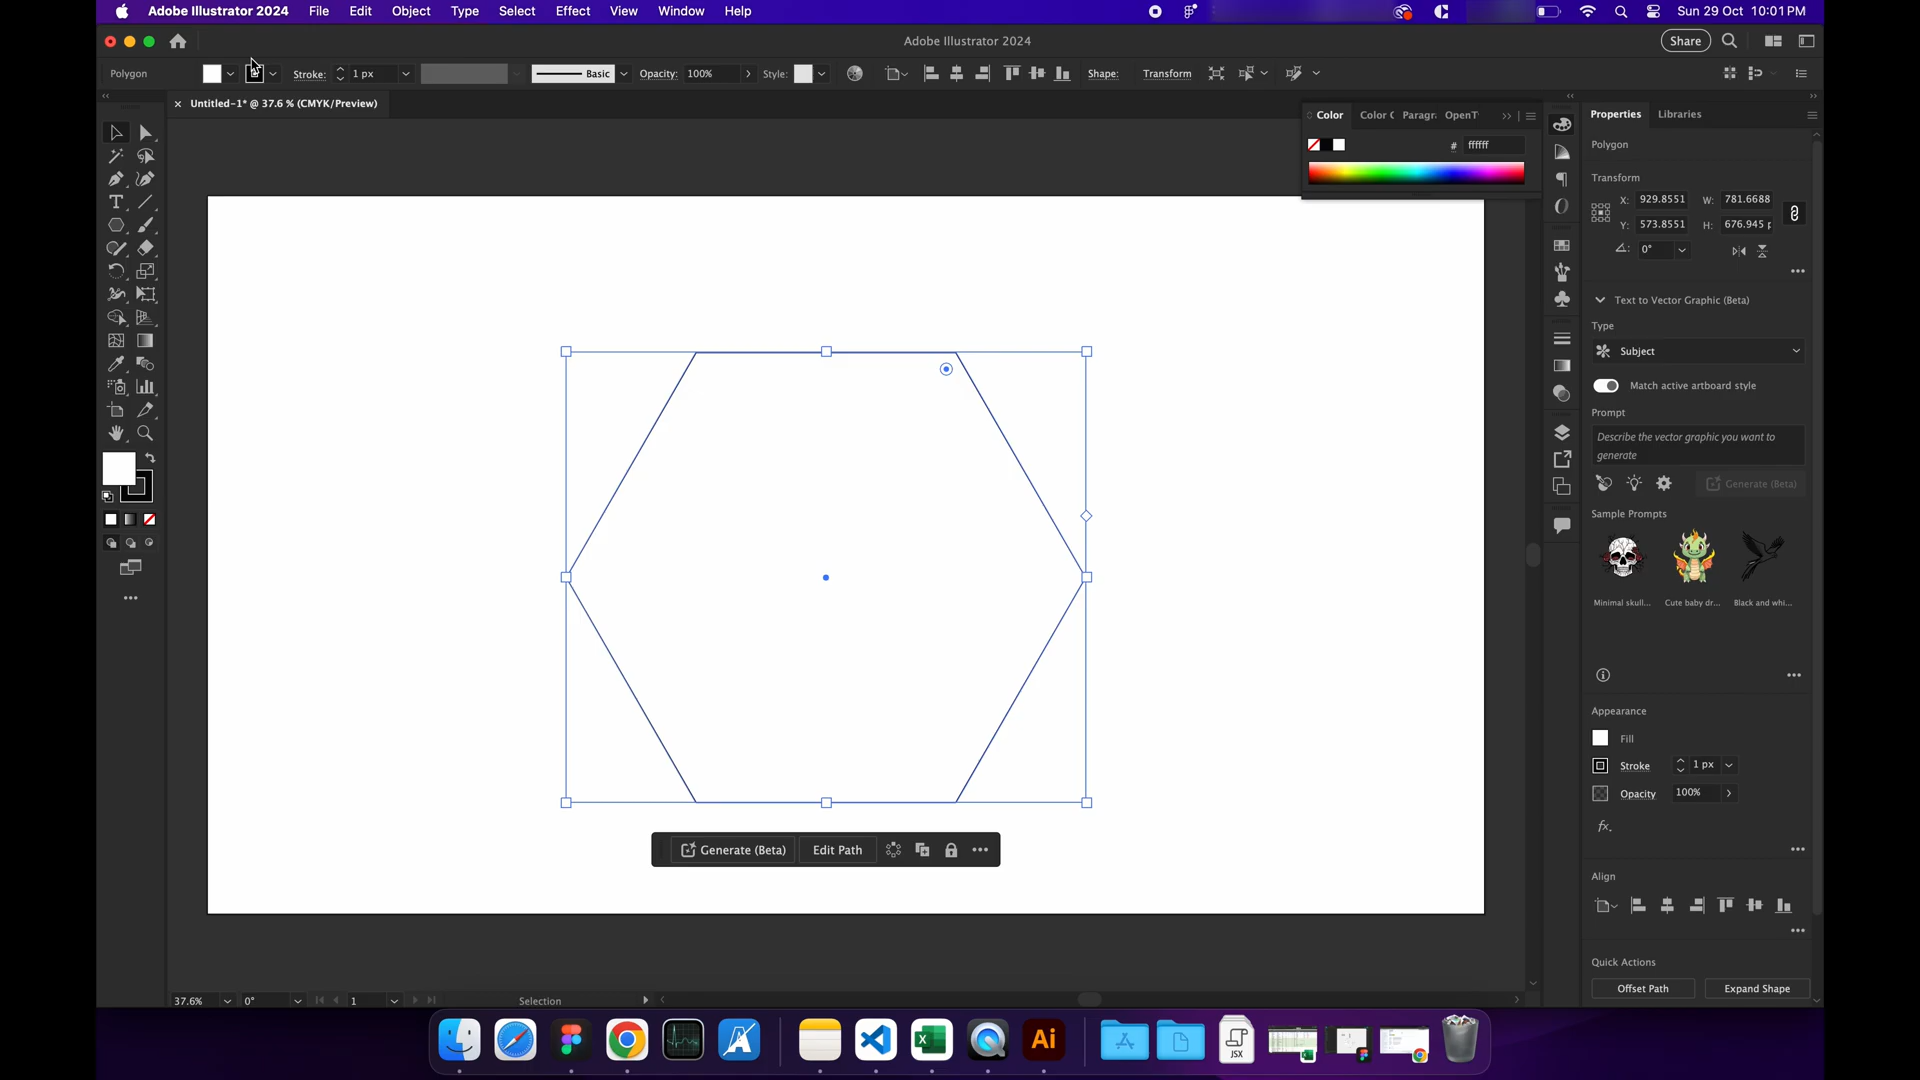 Adobe Illustrator 2024 File Edit Object Type Select Effect View Window Help Sun 29 Oct 10:01 PM
Adobe Illustrator 2024 Share
Polygon Stroke: 1 px Basic Opacity: 100% Style: Shape: Transform
Untitled-1* @ 37.6 % (CMYK/Preview)
Color Color C Paragr OpenT
# ffffff
Properties Libraries
Polygon
Transform
X: 929.8551 W: 781.6688
Y: 573.8551 H: 676.945 p
0°
Text to Vector Graphic (Beta)
Type
Subject
Match active artboard style
Prompt
Describe the vector graphic you want to
generate
Generate (Beta)
Sample Prompts
Minimal skull... Cute baby dr... Black and whi...
Appearance
Fill
Stroke 1 px
Opacity 100%
fx.
Align
Quick Actions
Offset Path Expand Shape
Generate (Beta) Edit Path
37.6% 0° 1 Selection
JSX Ai